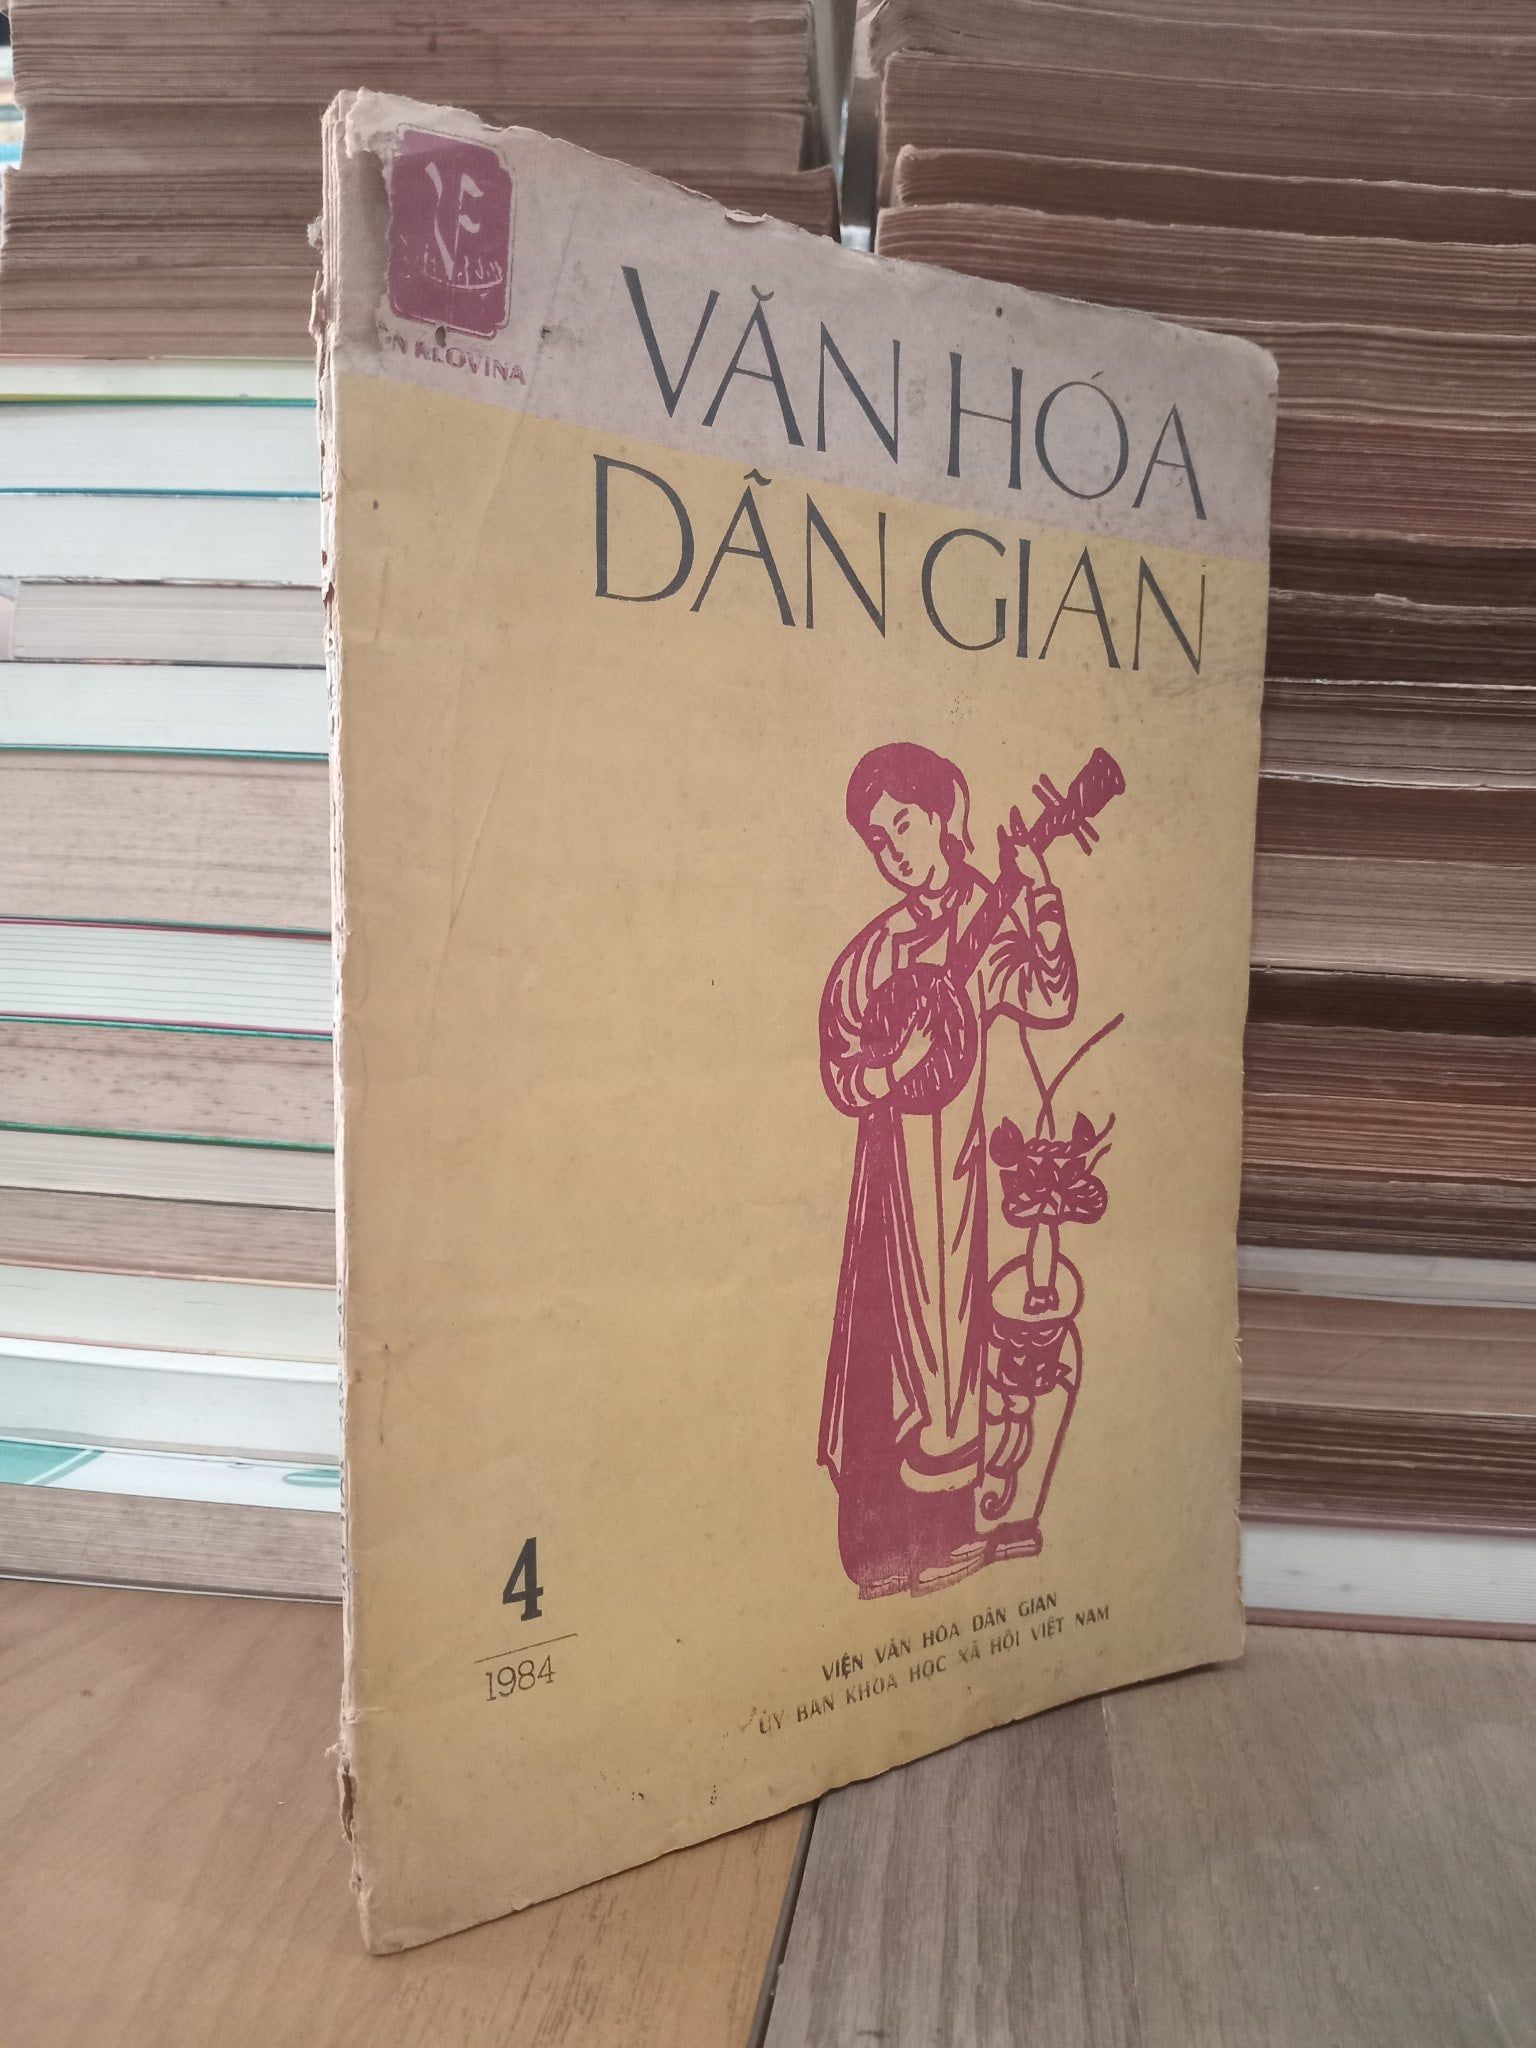 VĂN HÓA
DÂN GIAN
4
1984
VIỆN VĂN HÓA DÂN GIAN
ỦY BAN KHOA HỌC XÃ HỘI VIỆT NAM